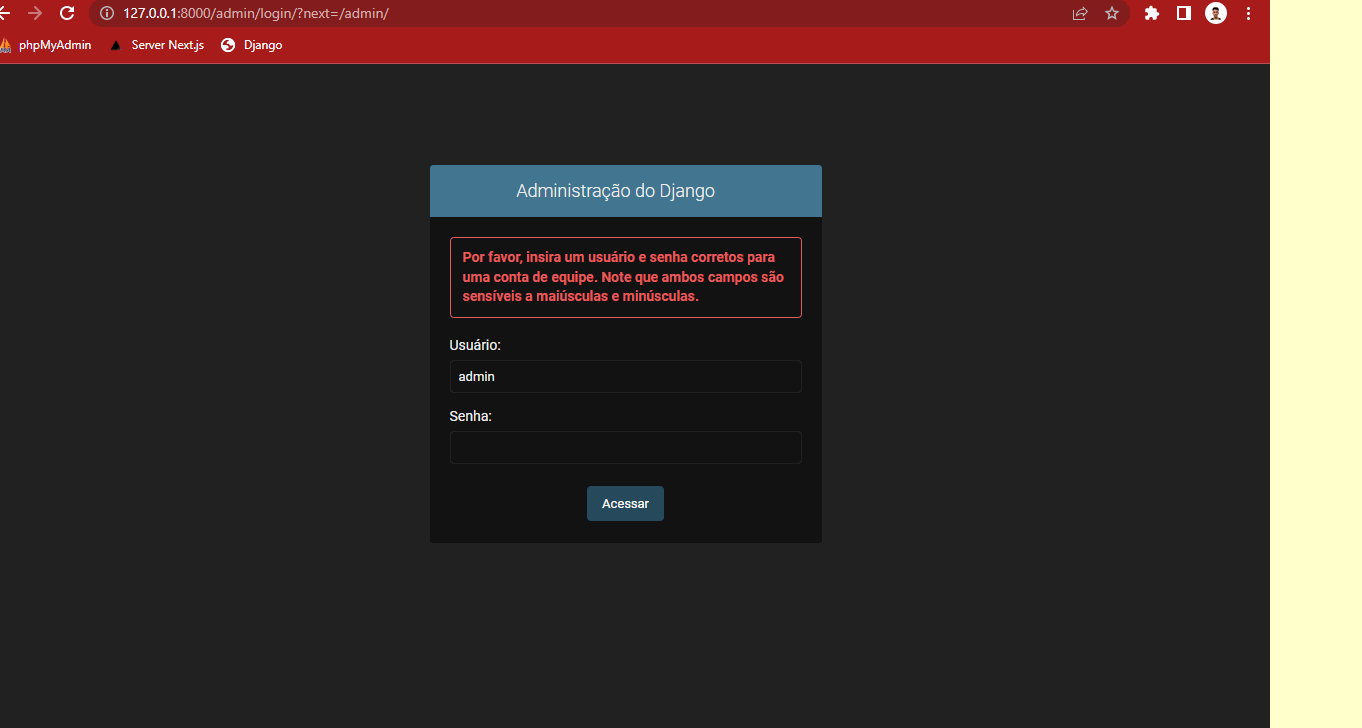 127.0.0.1:8000/admin/login/?next=/admin/
phpMyAdmin Server Next.js Django
Administração do Django
Por favor, insira um usuário e senha corretos para
uma conta de equipe. Note que ambos campos são
sensíveis a maiúsculas e minúsculas.
Usuário:
admin
Senha:
Acessar